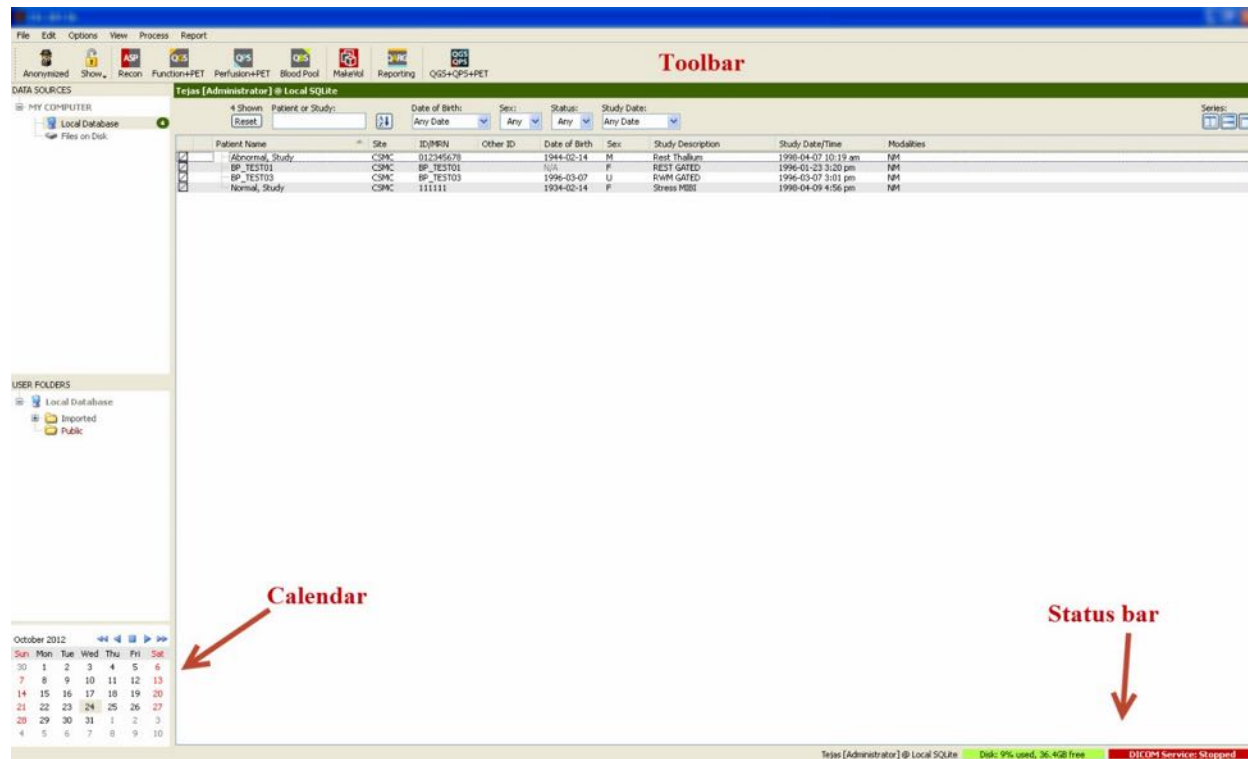 File Edit Options View Process Report
ASP QGS QPS QBS QARG QGS QPS
Anonymized Show Recon Function+PET Perfusion+PET Blood Pool MakeVol Reporting QGS+QPS+PET
Toolbar
DATA SOURCES
Tejas [Administrator] @ Local SQLite
MY COMPUTER
Local Database 4
Files on Disk
4 Shown Patient or Study: Date of Birth: Sex: Status: Study Date: Series:
Reset Any Date Any Any Any Date
Patient Name Site ID/MRN Other ID Date of Birth Sex Study Description Study Date/Time Modalities
Abnormal, Study CSMC 012345678 1944-02-14 M Rest Thallium 1998-04-07 10:19 am NM
BP_TEST01 CSMC BP_TEST01 N/A F REST GATED 1996-01-23 3:20 pm NM
BP_TEST03 CSMC BP_TEST03 1996-03-07 U RWM GATED 1996-03-07 3:01 pm NM
Normal, Study CSMC 111111 1934-02-14 F Stress MIBI 1998-04-09 4:56 pm NM
USER FOLDERS
Local Database
Imported
Public
Calendar
Status bar
October 2012
Sun Mon Tue Wed Thu Fri Sat
30 1 2 3 4 5 6
7 8 9 10 11 12 13
14 15 16 17 18 19 20
21 22 23 24 25 26 27
28 29 30 31 1 2 3
4 5 6 7 8 9 10
Tejas [Administrator] @ Local SQLite Disk: 9% used, 36.4GB free DICOM Service: Stopped